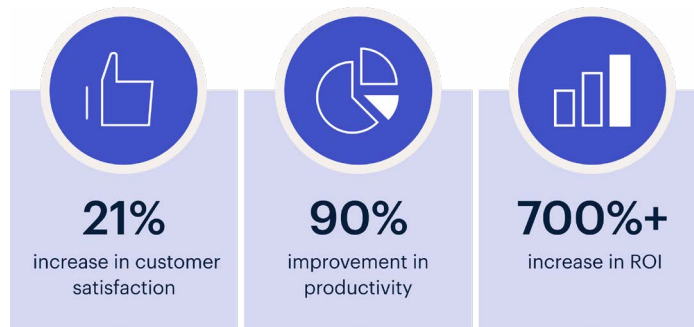 21%
increase in customer
satisfaction
90%
improvement in
productivity
700%+
increase in ROI